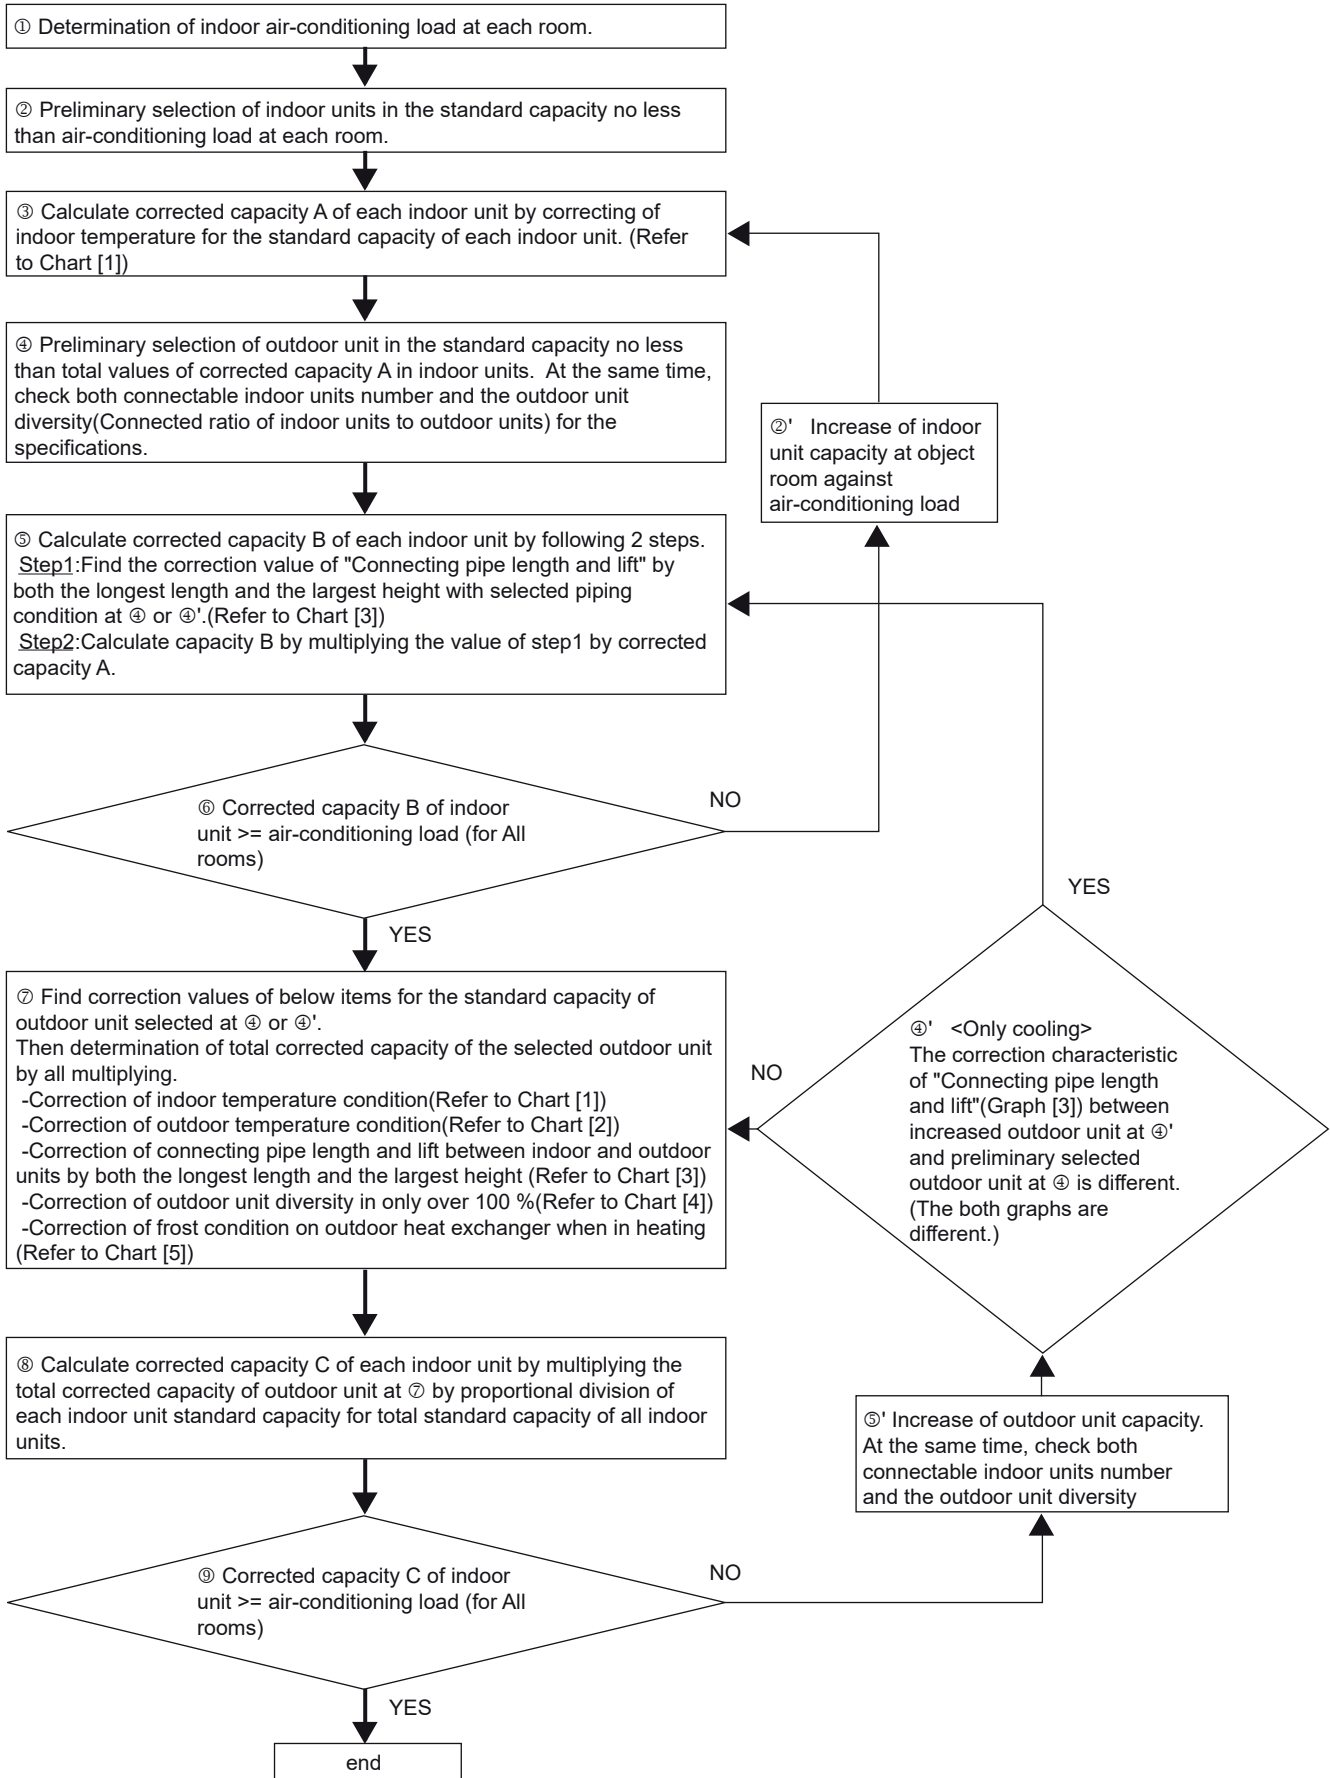 ① Determination of indoor air-conditioning load at each room.
② Preliminary selection of indoor units in the standard capacity no less
than air-conditioning load at each room.
③ Calculate corrected capacity A of each indoor unit by correcting of
indoor temperature for the standard capacity of each indoor unit. (Refer
to Chart [1])
④ Preliminary selection of outdoor unit in the standard capacity no less
than total values of corrected capacity A in indoor units.  At the same time,
check both connectable indoor units number and the outdoor unit
diversity(Connected ratio of indoor units to outdoor units) for the
specifications.
②'   Increase of indoor
unit capacity at object
room against
air-conditioning load
⑤ Calculate corrected capacity B of each indoor unit by following 2 steps.
Step1:Find the correction value of "Connecting pipe length and lift" by
both the longest length and the largest height with selected piping
condition at ④ or ④'.(Refer to Chart [3])
Step2:Calculate capacity B by multiplying the value of step1 by corrected
capacity A.
⑥ Corrected capacity B of indoor
unit >= air-conditioning load (for All
rooms)
NO
YES
⑦ Find correction values of below items for the standard capacity of
outdoor unit selected at ④ or ④'.
Then determination of total corrected capacity of the selected outdoor unit
by all multiplying.
-Correction of indoor temperature condition(Refer to Chart [1])
-Correction of outdoor temperature condition(Refer to Chart [2])
-Correction of connecting pipe length and lift between indoor and outdoor
units by both the longest length and the largest height (Refer to Chart [3])
-Correction of outdoor unit diversity in only over 100 %(Refer to Chart [4])
-Correction of frost condition on outdoor heat exchanger when in heating
(Refer to Chart [5])
YES
NO
④'   <Only cooling>
The correction characteristic
of "Connecting pipe length
and lift"(Graph [3]) between
increased outdoor unit at ④'
and preliminary selected
outdoor unit at ④ is different.
(The both graphs are
different.)
⑧ Calculate corrected capacity C of each indoor unit by multiplying the
total corrected capacity of outdoor unit at ⑦ by proportional division of
each indoor unit standard capacity for total standard capacity of all indoor
units.
⑤' Increase of outdoor unit capacity.
At the same time, check both
connectable indoor units number
and the outdoor unit diversity
⑨ Corrected capacity C of indoor
unit >= air-conditioning load (for All
rooms)
NO
YES
end